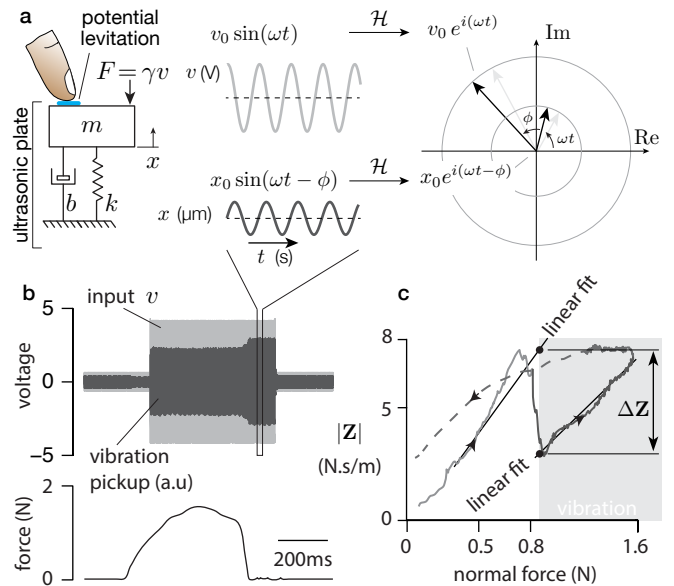 a
potential
levitation
F = γv
ultrasonic plate
m
x
b
k
v₀ sin(ωt)
ℋ
v₀ e^{i(ωt)}
Im
v (V)
ϕ
ωt
Re
x₀ sin(ωt − ϕ)
ℋ
x₀e^{i(ωt−ϕ)}
x (μm)
t (s)
b
input v
5
0
−5
voltage
vibration
pickup (a.u)
2
0
force (N)
200ms
c
linear fit
8
5
0
|Z|
(N.s/m)
ΔZ
linear fit
vibration
0
0.5
0.8
1.6
normal force (N)